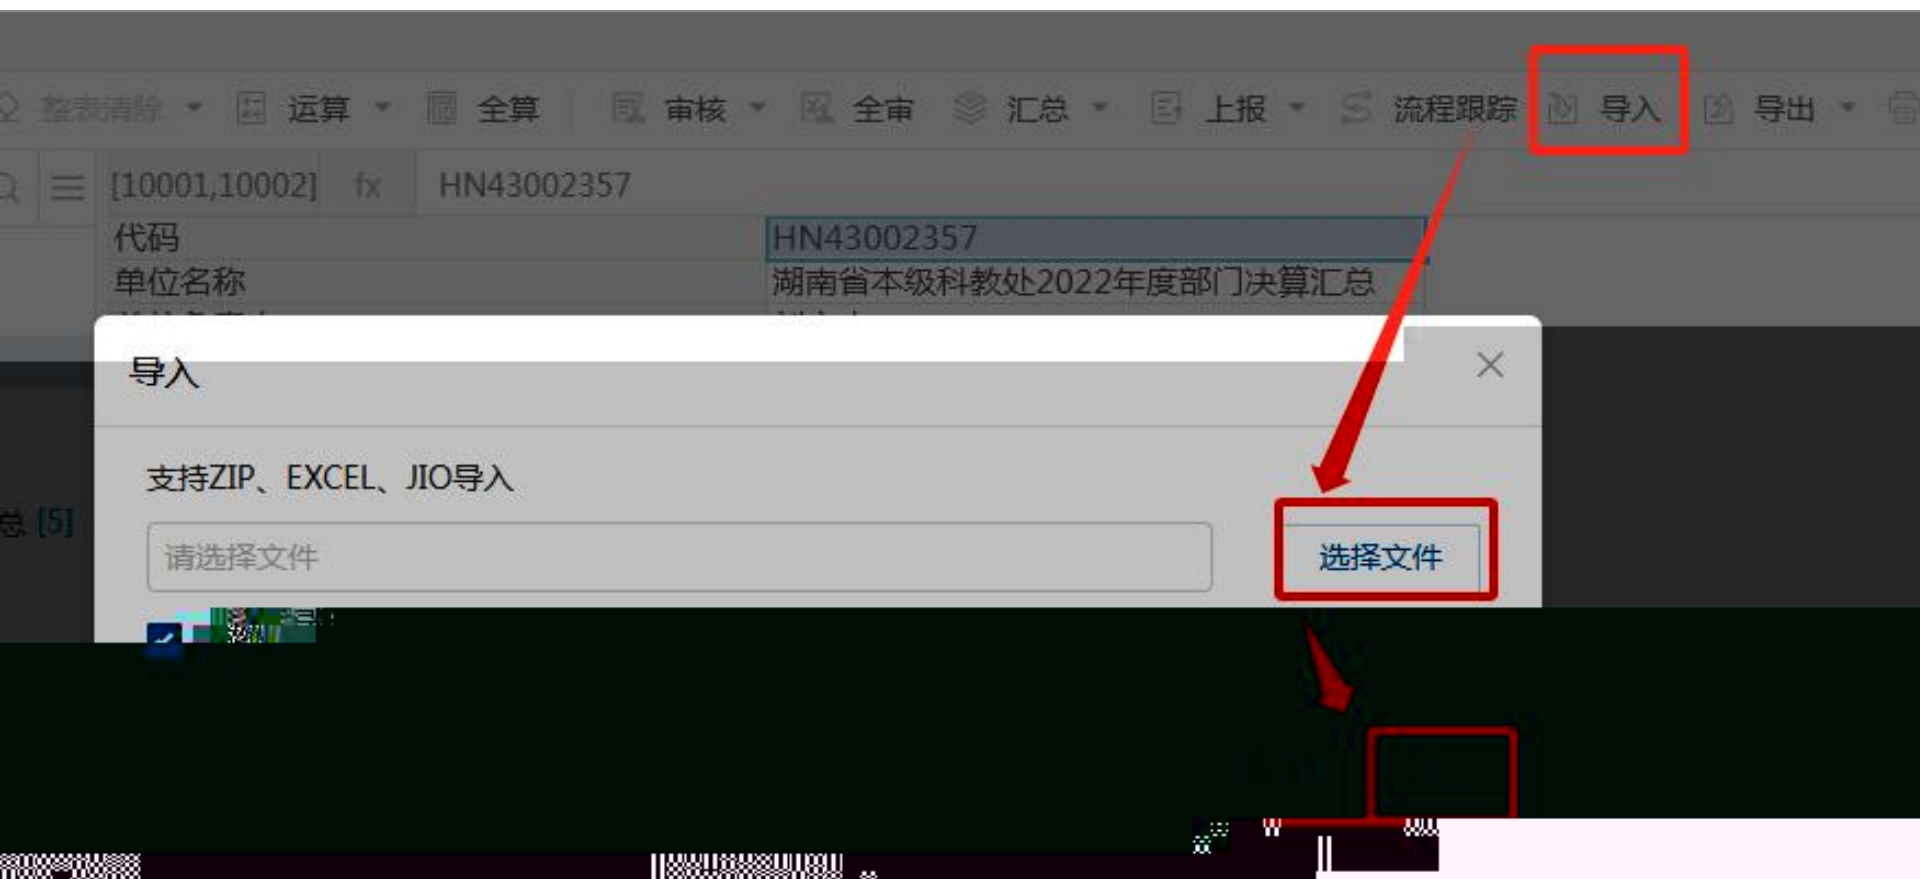 整表清除 运算 全算 审核 全审 汇总 上报 流程跟踪 导入 导出
[10001,10002] fx HN43002357
代码 HN43002357
单位名称 湖南省本级科教处2022年度部门决算汇总
导入
支持ZIP、EXCEL、JIO导入
总 [5]
请选择文件 选择文件